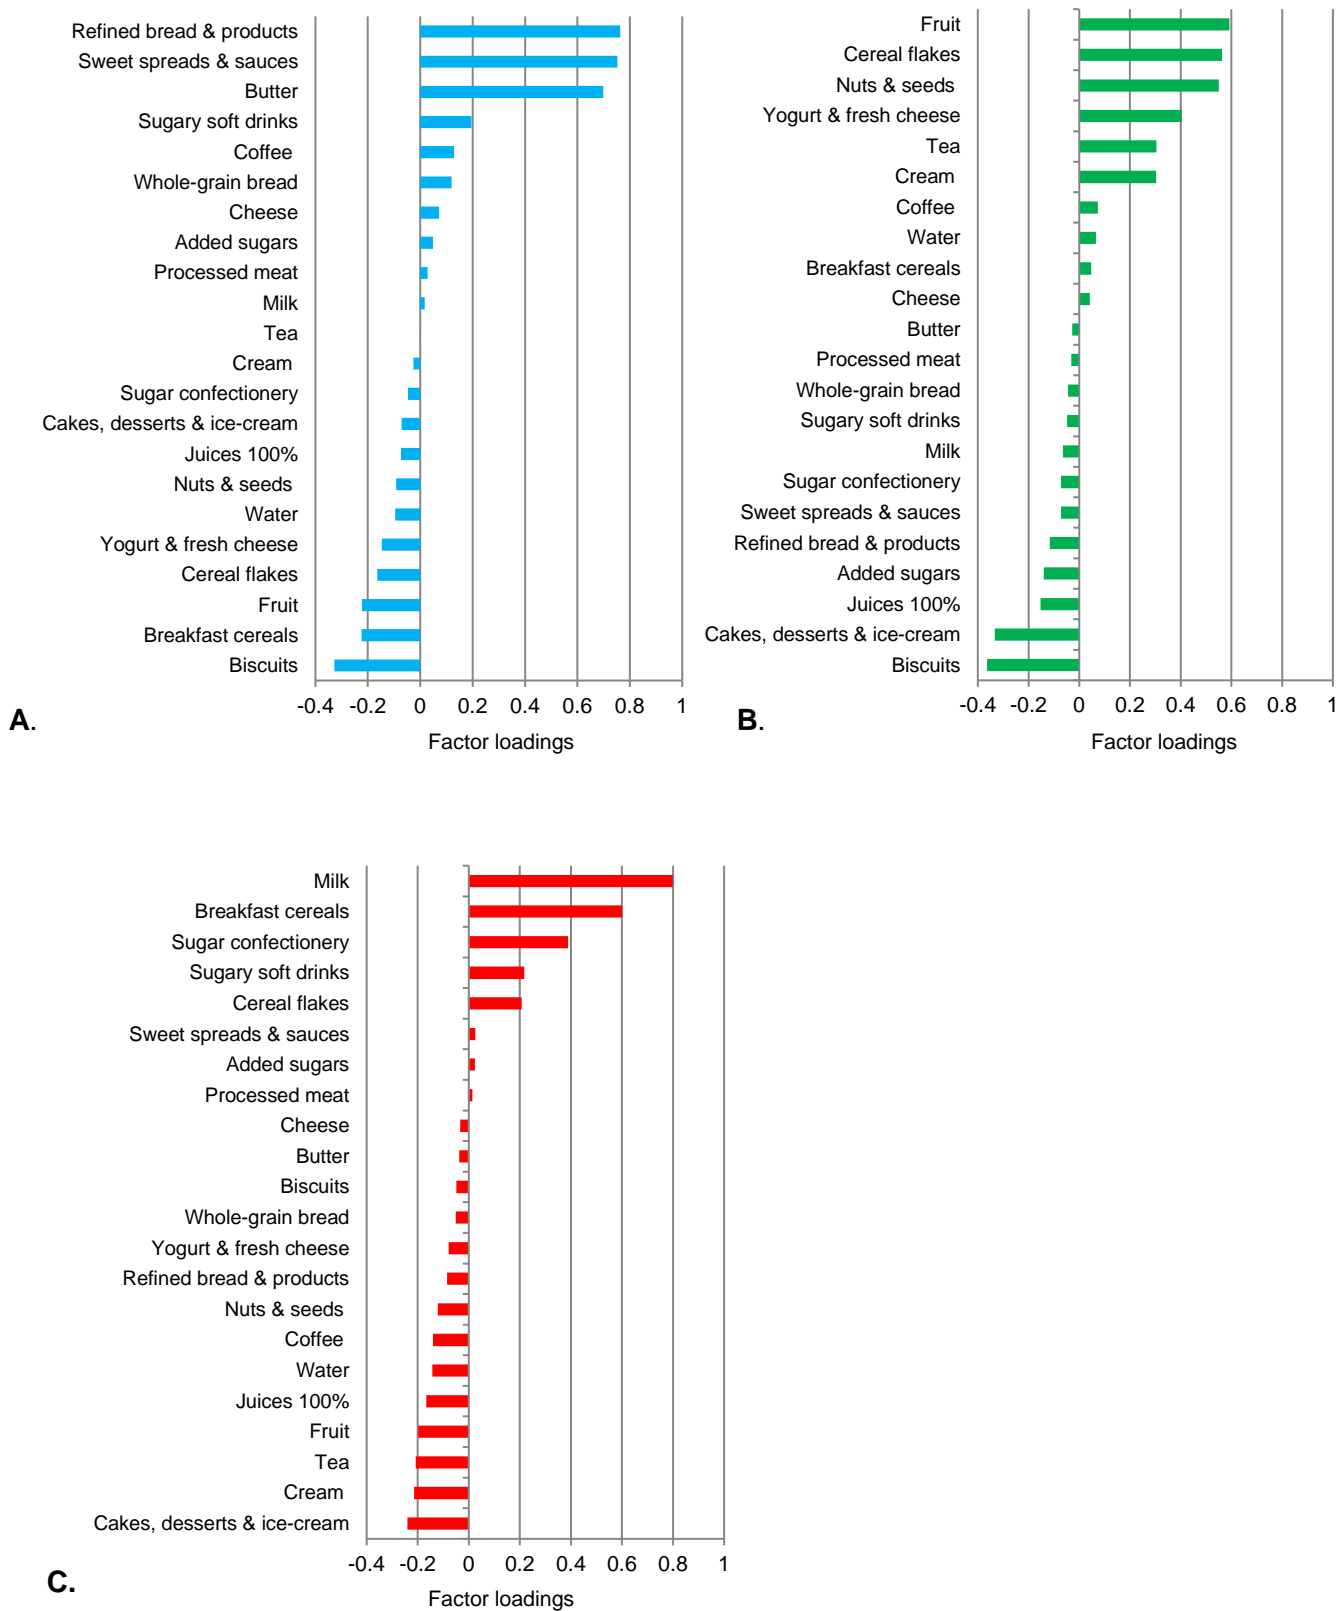 Refined bread & products
Sweet spreads & sauces
Butter
Sugary soft drinks
Coffee
Whole-grain bread
Cheese
Added sugars
Processed meat
Milk
Tea
Cream
Sugar confectionery
Cakes, desserts & ice-cream
Juices 100%
Nuts & seeds
Water
Yogurt & fresh cheese
Cereal flakes
Fruit
Breakfast cereals
Biscuits
-0.4 -0.2 0 0.2 0.4 0.6 0.8 1
A.
Factor loadings
Fruit
Cereal flakes
Nuts & seeds
Yogurt & fresh cheese
Tea
Cream
Coffee
Water
Breakfast cereals
Cheese
Butter
Processed meat
Whole-grain bread
Sugary soft drinks
Milk
Sugar confectionery
Sweet spreads & sauces
Refined bread & products
Added sugars
Juices 100%
Cakes, desserts & ice-cream
Biscuits
-0.4 -0.2 0 0.2 0.4 0.6 0.8 1
B.
Factor loadings
Milk
Breakfast cereals
Sugar confectionery
Sugary soft drinks
Cereal flakes
Sweet spreads & sauces
Added sugars
Processed meat
Cheese
Butter
Biscuits
Whole-grain bread
Yogurt & fresh cheese
Refined bread & products
Nuts & seeds
Coffee
Water
Juices 100%
Fruit
Tea
Cream
Cakes, desserts & ice-cream
-0.4 -0.2 0 0.2 0.4 0.6 0.8 1
C.
Factor loadings